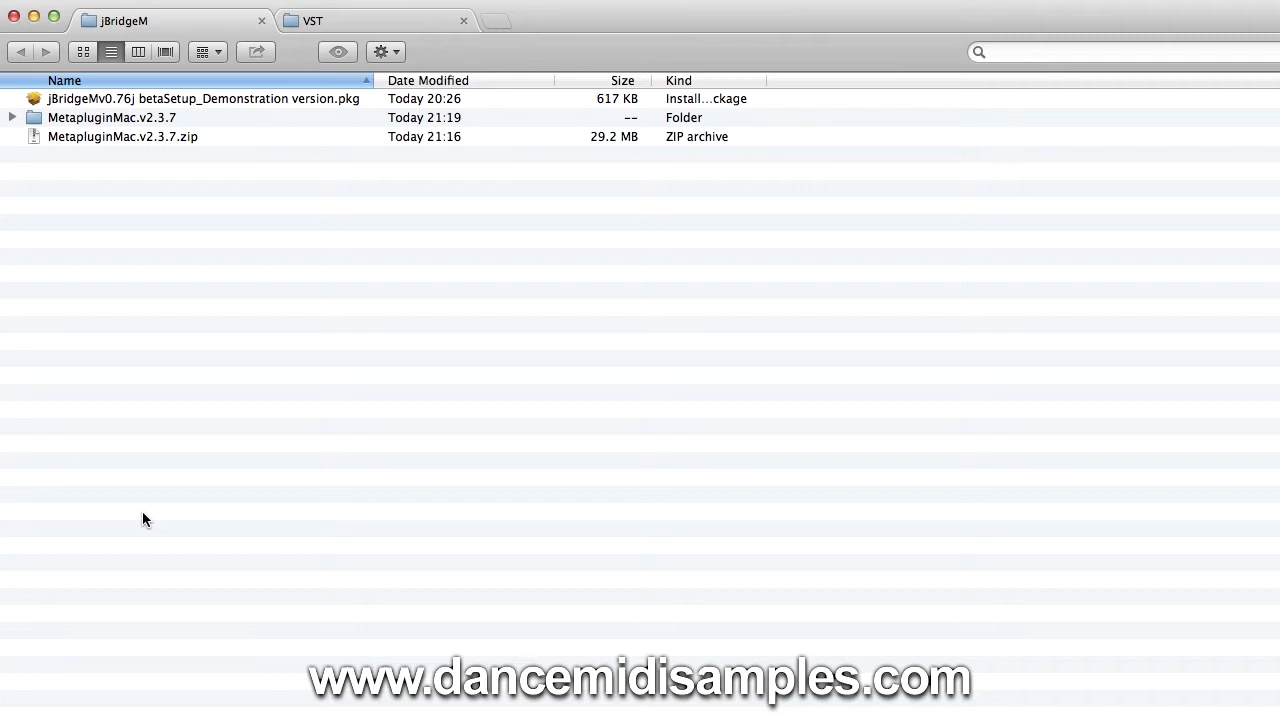 jBridgeM VST
Name Date Modified Size Kind
jBridgeMv0.76j betaSetup_Demonstration version.pkg Today 20:26 617 KB Install...ckage
MetapluginMac.v2.3.7 Today 21:19 -- Folder
MetapluginMac.v2.3.7.zip Today 21:16 29.2 MB ZIP archive
www.dancemidisamples.com